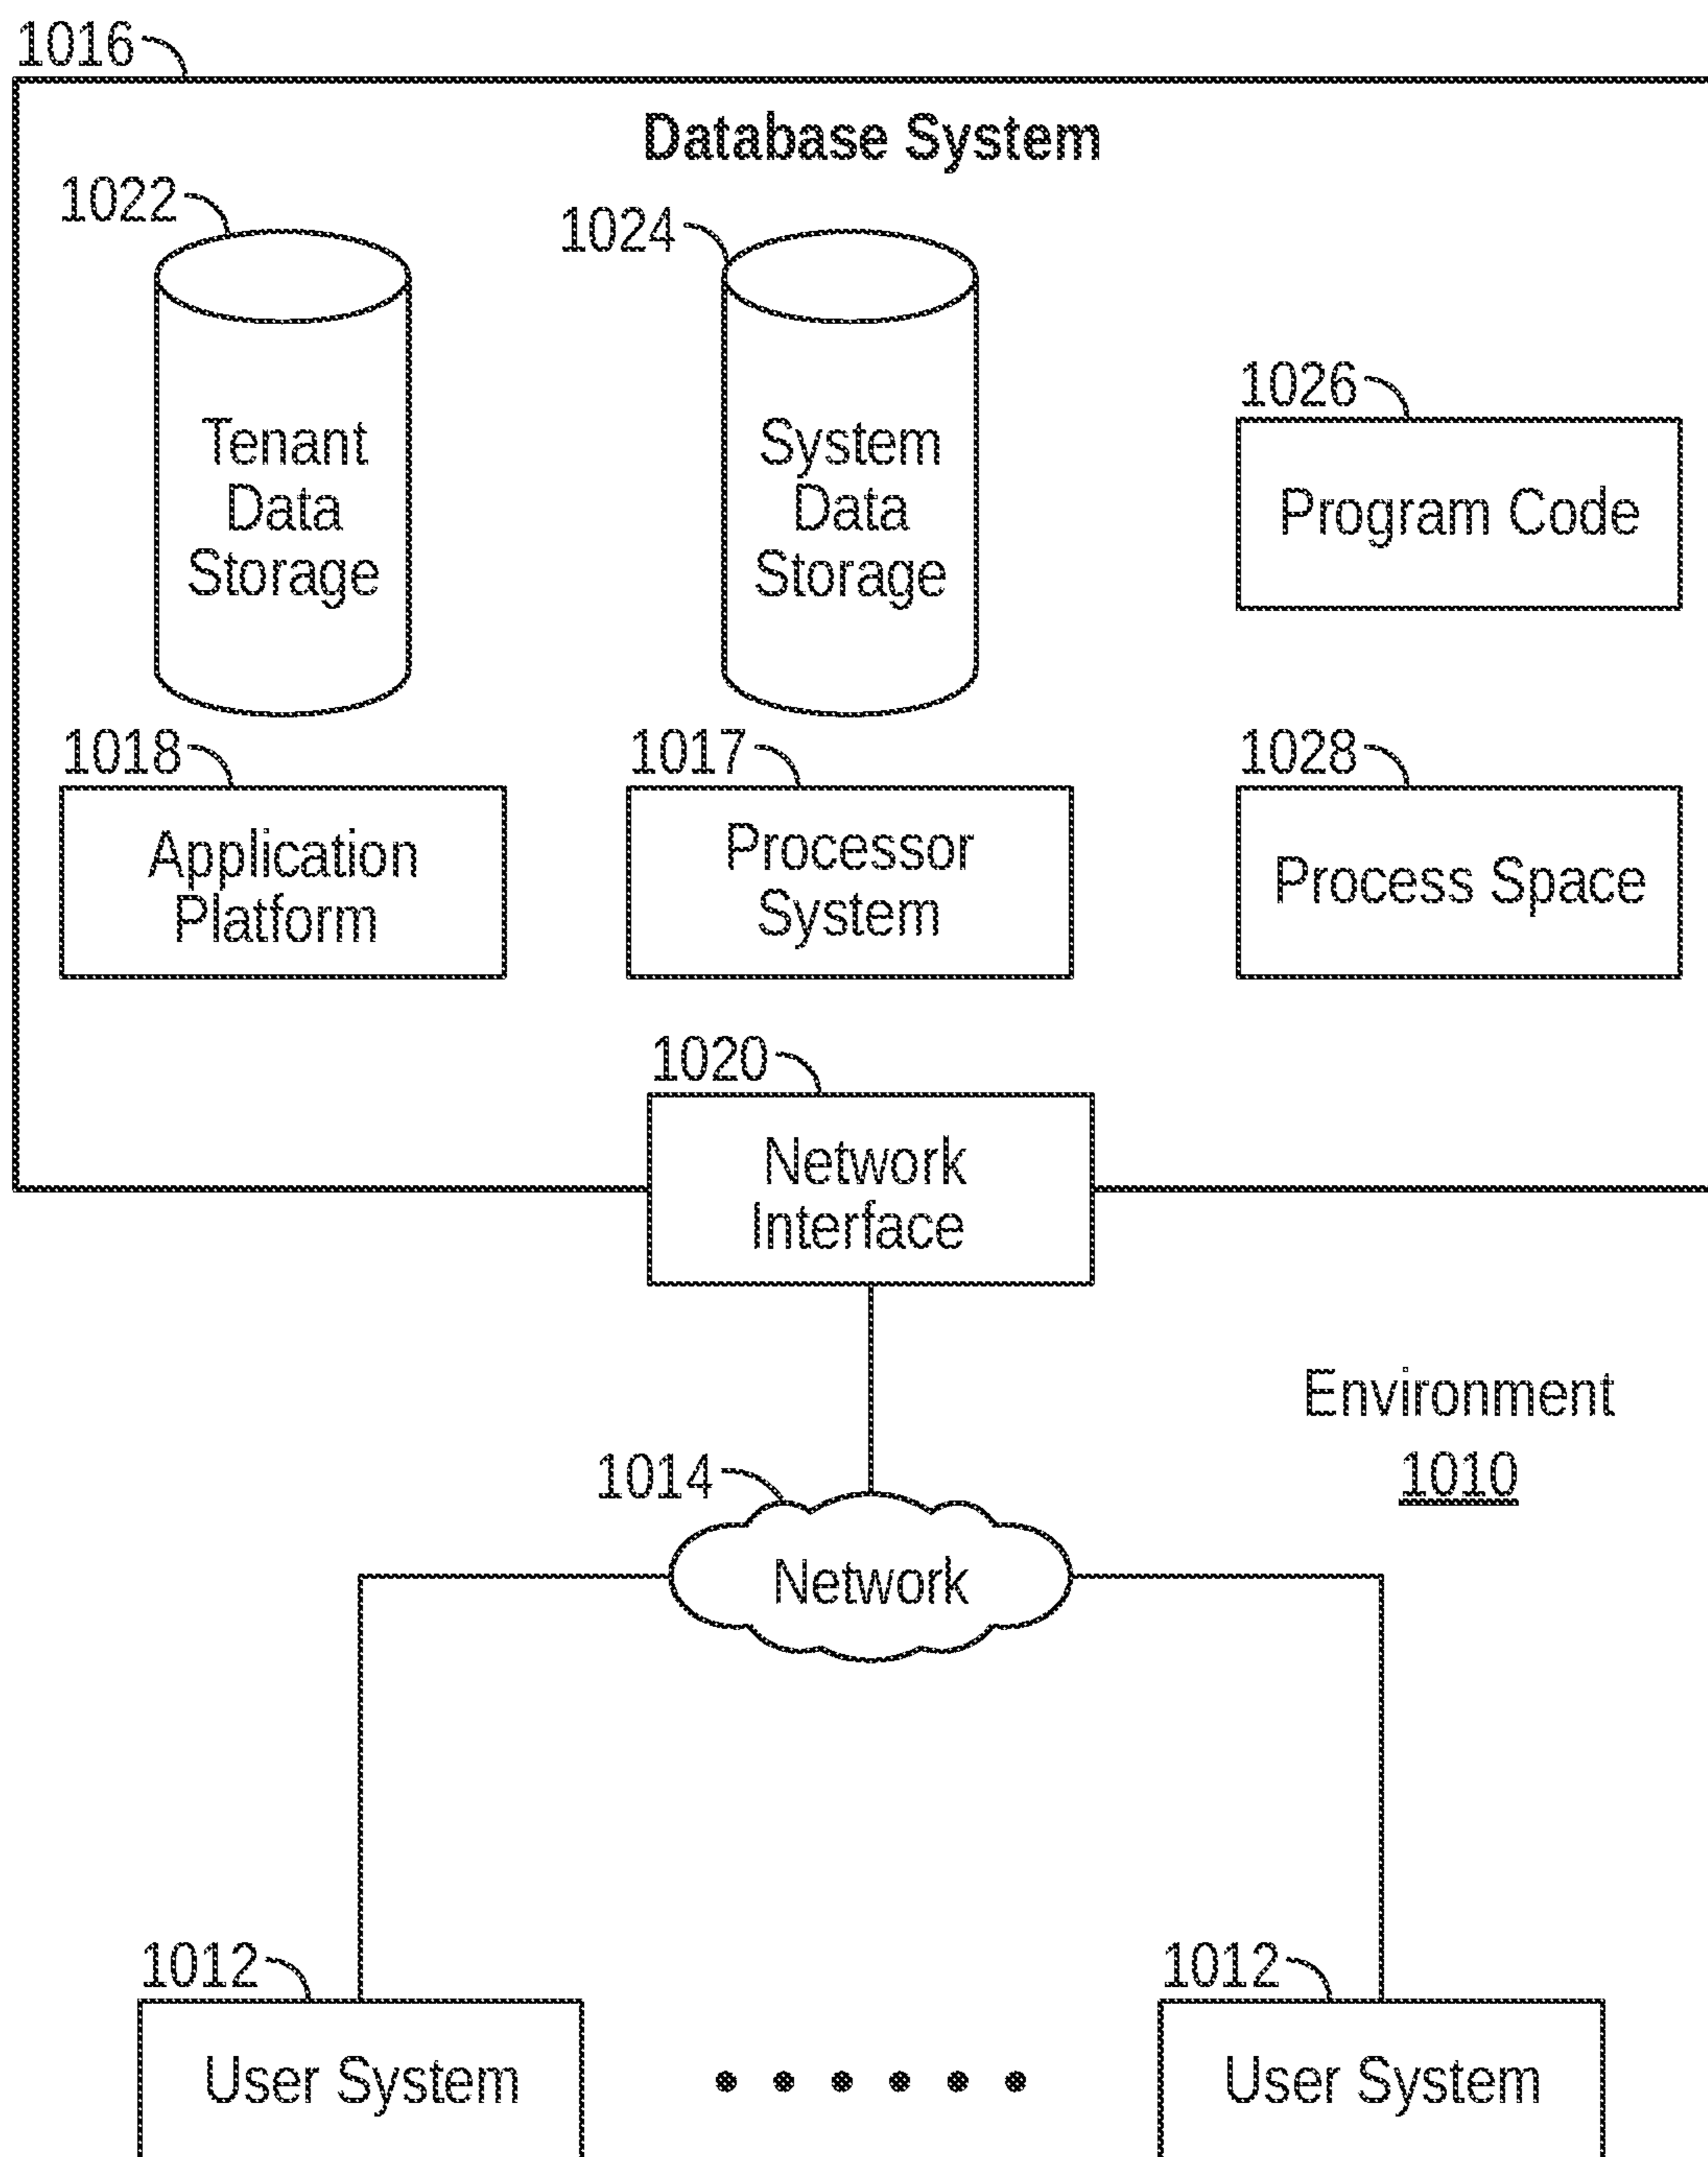 1016
Database System
1022
1024
Tenant
Data
Storage
System
Data
Storage
1026
Program Code
1018
Application
Platform
1017
Processor
System
1028
Process Space
1020
Network
Interface
Environment
1010
1014
Network
1012
User System
1012
User System